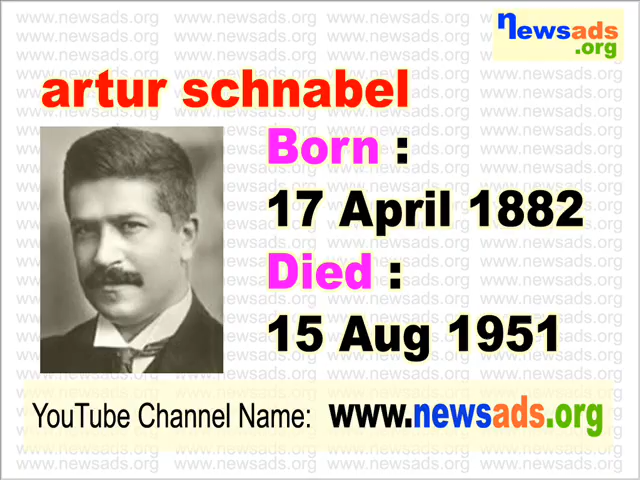 newsads
.org
artur schnabel
Born :
17 April 1882
Died :
15 Aug 1951
YouTube Channel Name: www.newsads.org